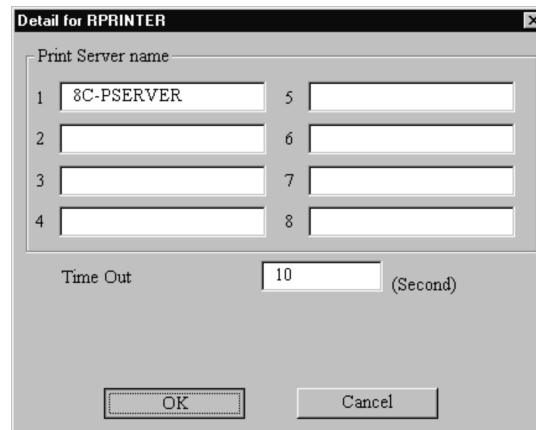 Detail for RPRINTER
Print Server name
1 8C-PSERVER 5
2 6
3 7
4 8
Time Out 10 (Second)
OK Cancel